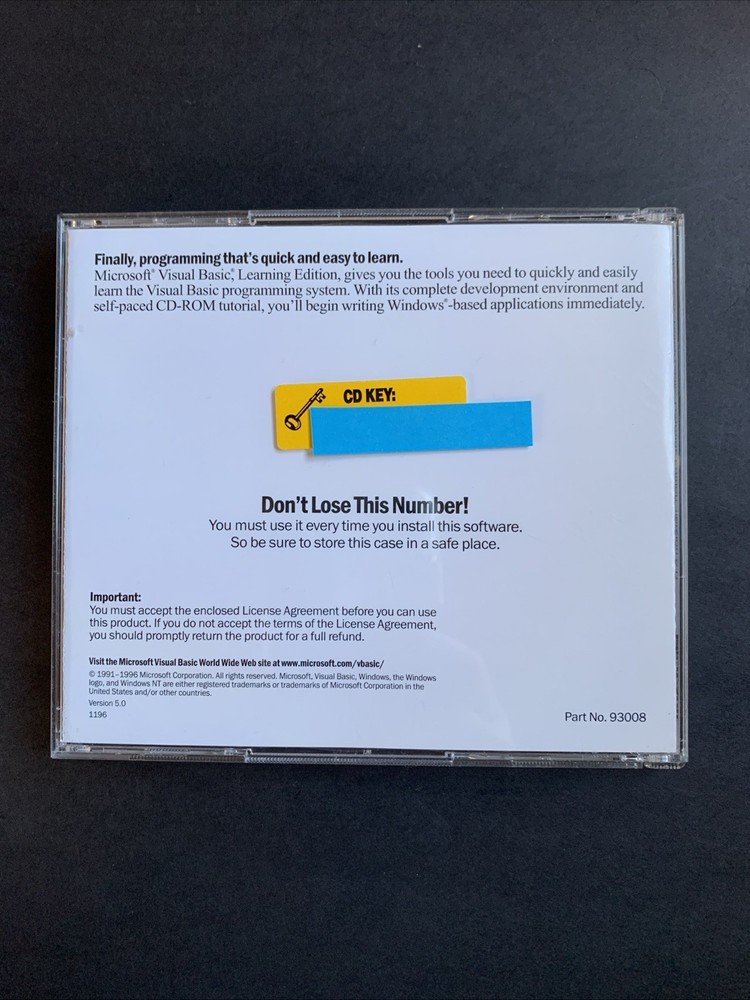 Finally, programming that's quick and easy to learn.
Microsoft® Visual Basic®, Learning Edition, gives you the tools you need to quickly and easily
learn the Visual Basic programming system. With its complete development environment and
self-paced CD-ROM tutorial, you'll begin writing Windows®-based applications immediately.
CD KEY:
Don't Lose This Number!
You must use it every time you install this software.
So be sure to store this case in a safe place.
Important:
You must accept the enclosed License Agreement before you can use
this product. If you do not accept the terms of the License Agreement,
you should promptly return the product for a full refund.
Visit the Microsoft Visual Basic World Wide Web site at www.microsoft.com/vbasic/
© 1991–1996 Microsoft Corporation. All rights reserved. Microsoft, Visual Basic, Windows, the Windows
logo, and Windows NT are either registered trademarks or trademarks of Microsoft Corporation in the
United States and/or other countries.
Version 5.0
1196
Part No. 93008